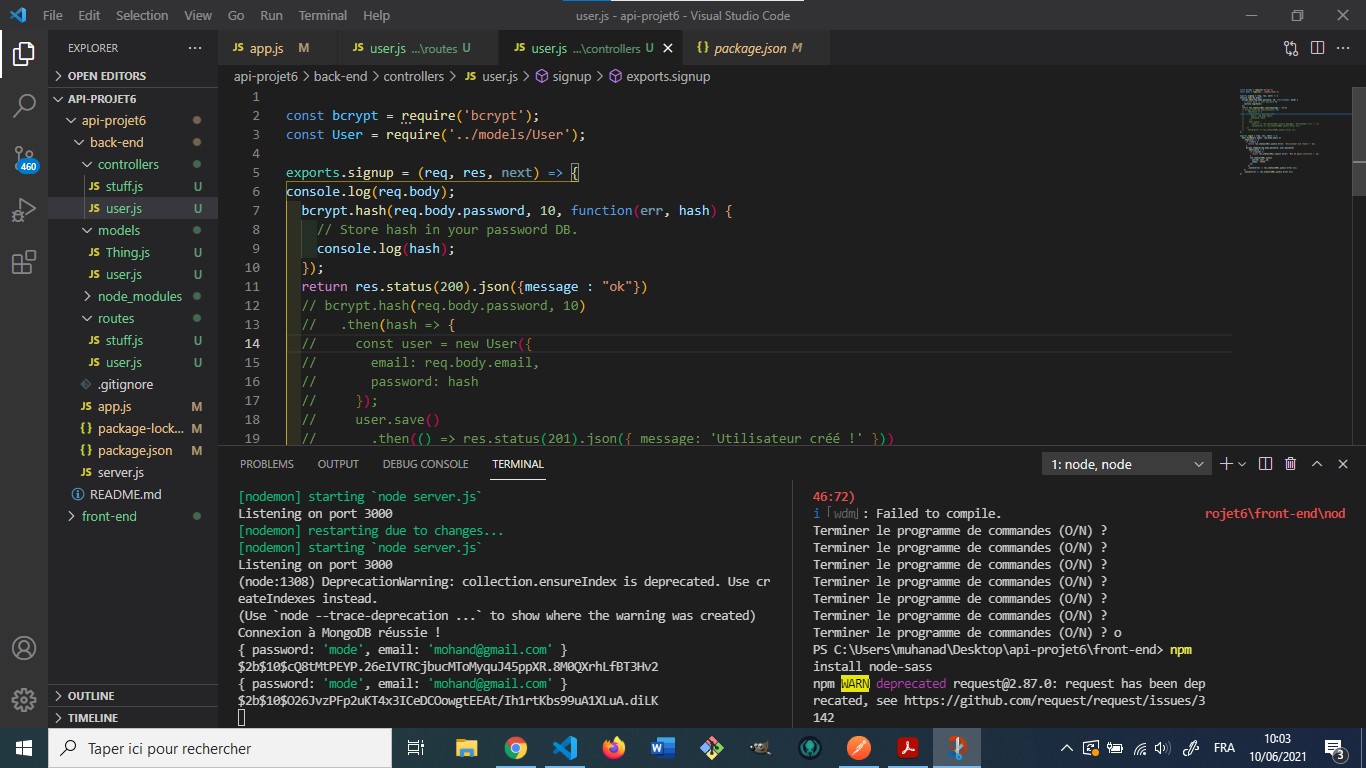 File Edit Selection View Go Run Terminal Help
user.js - api-projet6 - Visual Studio Code
EXPLORER
OPEN EDITORS
API-PROJET6
api-projet6
back-end
controllers
JS stuff.js U
JS user.js U
models
JS Thing.js U
JS user.js U
node_modules
routes
JS stuff.js U
JS user.js U
.gitignore
JS app.js M
{} package-lock... M
{} package.json M
JS server.js
README.md
front-end
OUTLINE
TIMELINE
460
JS app.js M
JS user.js ...\routes U
JS user.js ...\controllers U
{} package.json M
api-projet6 > back-end > controllers > JS user.js > signup > exports.signup
1
2 const bcrypt = require('bcrypt');
3 const User = require('../models/User');
4
5 exports.signup = (req, res, next) => {
6 console.log(req.body);
7 bcrypt.hash(req.body.password, 10, function(err, hash) {
8 // Store hash in your password DB.
9 console.log(hash);
10 });
11 return res.status(200).json({message : "ok"})
12 // bcrypt.hash(req.body.password, 10)
13 // .then(hash => {
14 // const user = new User({
15 // email: req.body.email,
16 // password: hash
17 // });
18 // user.save()
19 // .then(() => res.status(201).json({ message: 'Utilisateur créé !' }))
PROBLEMS OUTPUT DEBUG CONSOLE TERMINAL
1: node, node
[nodemon] starting `node server.js`
Listening on port 3000
[nodemon] restarting due to changes...
[nodemon] starting `node server.js`
Listening on port 3000
(node:1308) DeprecationWarning: collection.ensureIndex is deprecated. Use cr
eateIndexes instead.
(Use `node --trace-deprecation ...` to show where the warning was created)
Connexion à MongoDB réussie !
{ password: 'mode', email: 'mohand@gmail.com' }
$2b$10$cQ8tMtPEYP.26eIVTRCjbucMToMyquJ45ppXR.8M0QXrhLfBT3Hv2
{ password: 'mode', email: 'mohand@gmail.com' }
$2b$10$O26JvzPFp2uKT4x3ICeDCOowgtEEAt/Ih1rtKbs99uA1XLuA.diLK
46:72)
i ｢wdm｣: Failed to compile. rojet6\front-end\nod
Terminer le programme de commandes (O/N) ?
Terminer le programme de commandes (O/N) ?
Terminer le programme de commandes (O/N) ?
Terminer le programme de commandes (O/N) ?
Terminer le programme de commandes (O/N) ?
Terminer le programme de commandes (O/N) ?
Terminer le programme de commandes (O/N) ? o
PS C:\Users\muhanad\Desktop\api-projet6\front-end> npm
install node-sass
npm WARN deprecated request@2.87.0: request has been dep
recated, see https://github.com/request/request/issues/3
142
Taper ici pour rechercher
FRA
10:03
10/06/2021
3